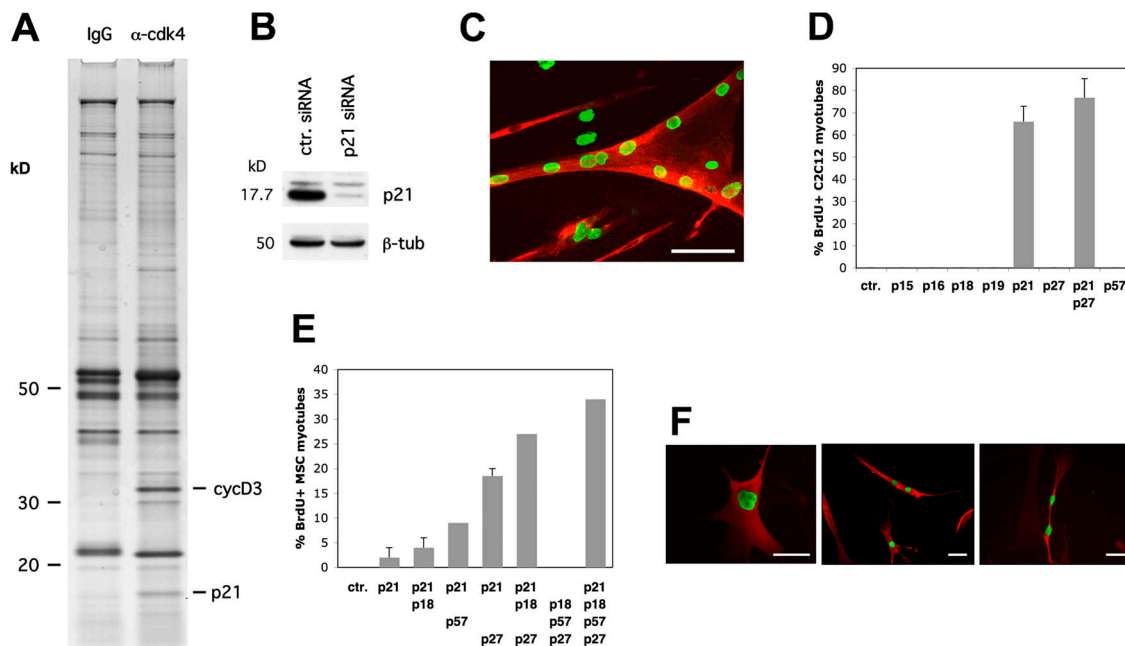 A
IgG α-cdk4
kD
50
30
20
cycD3
p21
B
ctr. siRNA
p21 siRNA
kD
17.7
p21
50
β-tub
C
D
% BrdU+ C2C12 myotubes
90
80
70
60
50
40
30
20
10
0
ctr. p15 p16 p18 p19 p21 p27 p21 p57
p27
E
% BrdU+ MSC myotubes
40
35
30
25
20
15
10
5
0
ctr. p21 p21 p21 p21 p21 p21
p18 p18 p18 p18
p57 p57 p57
p27 p27 p27 p27
F